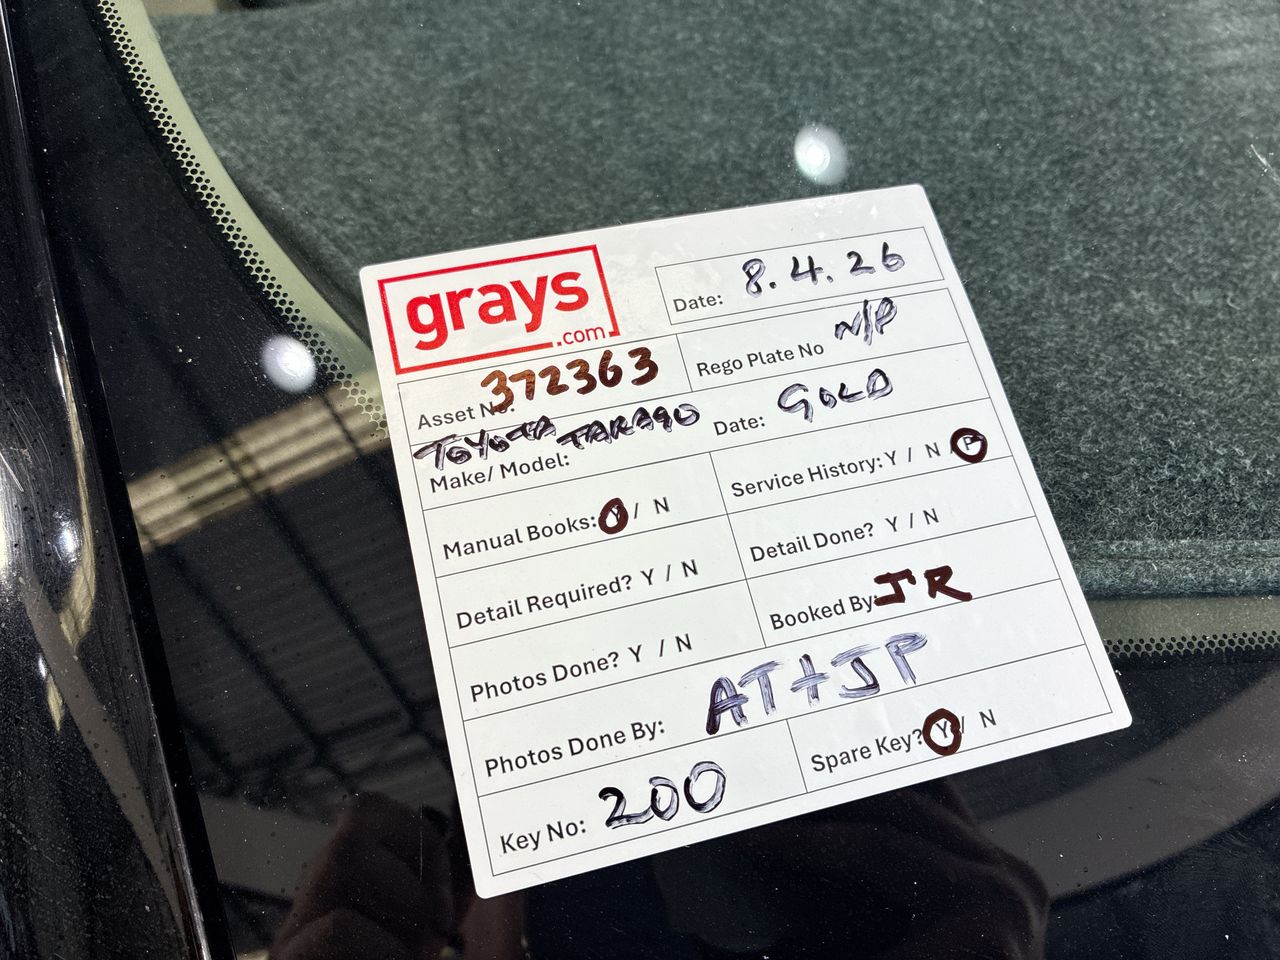 grays
.com
Date: 8.4.26
Asset No. 372363
Rego Plate No N/P
TOYOTA TARAGO
Make/ Model:
Date: GOLD
Manual Books: Y / N
Service History: Y / N / P
Detail Required? Y / N
Detail Done? Y / N
Photos Done? Y / N
Booked By: JR
Photos Done By: AT+JP
Key No: 200
Spare Key? Y / N